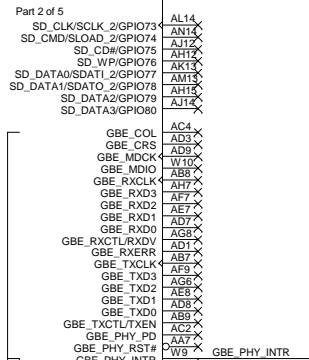 Part 2 of 5
SD_CLK/SCLK_2/GPIO73 AL14
SD_CMD/SLOAD_2/GPIO74 AN14
SD_CD#/GPIO75 AJ12
SD_WP/GPIO76 AH12
SD_DATA0/SDATI_2/GPIO77 AK13
SD_DATA1/SDATO_2/GPIO78 AM13
SD_DATA2/GPIO79 AH15
SD_DATA3/GPIO80 AJ14
GBE_COL AC4
GBE_CRS AD3
GBE_MDCK AD9
GBE_MDIO W10
GBE_RXCLK AB8
GBE_RXD3 AH7
GBE_RXD2 AF7
GBE_RXD1 AE7
GBE_RXD0 AD7
GBE_RXCTL/RXDV AG8
GBE_RXERR AD1
GBE_TXCLK AB7
GBE_TXD3 AF9
GBE_TXD2 AG6
GBE_TXD1 AE8
GBE_TXD0 AD8
GBE_TXCTL/TXEN AB9
GBE_PHY_PD AC2
GBE_PHY_RST# AA7
GBE_PHY_INTR W9 GBE_PHY_INTR